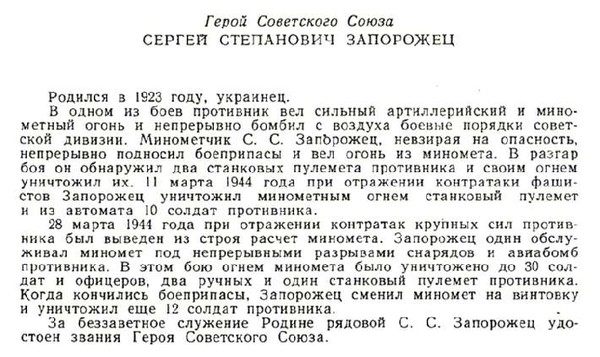 Герой Советского Союза
СЕРГЕЙ СТЕПАНОВИЧ ЗАПОРОЖЕЦ
Родился в 1923 году, украинец.
В одном из боев противник вел сильный артиллерийский и мино-
метный огонь и непрерывно бомбил с воздуха боевые порядки совет-
ской дивизии. Минометчик С. С. Запорожец, невзирая на опасность,
непрерывно подносил боеприпасы и вел огонь из миномета. В разгар
боя он обнаружил два станковых пулемета противника и своим огнем
уничтожил их. 11 марта 1944 года при отражении контратаки фаши-
стов Запорожец уничтожил минометным огнем станковый пулемет
и из автомата 10 солдат противника.
28 марта 1944 года при отражении контратак крупных сил против-
ника был выведен из строя расчет миномета. Запорожец один обслу-
живал миномет под непрерывными разрывами снарядов и авиабомб
противника. В этом бою огнем миномета было уничтожено до 30 сол-
дат и офицеров, два ручных и один станковый пулемет противника.
Когда кончились боеприпасы, Запорожец сменил миномет на винтовку
и уничтожил еще 12 солдат противника.
За беззаветное служение Родине рядовой С. С. Запорожец удо-
стоен звания Героя Советского Союза.